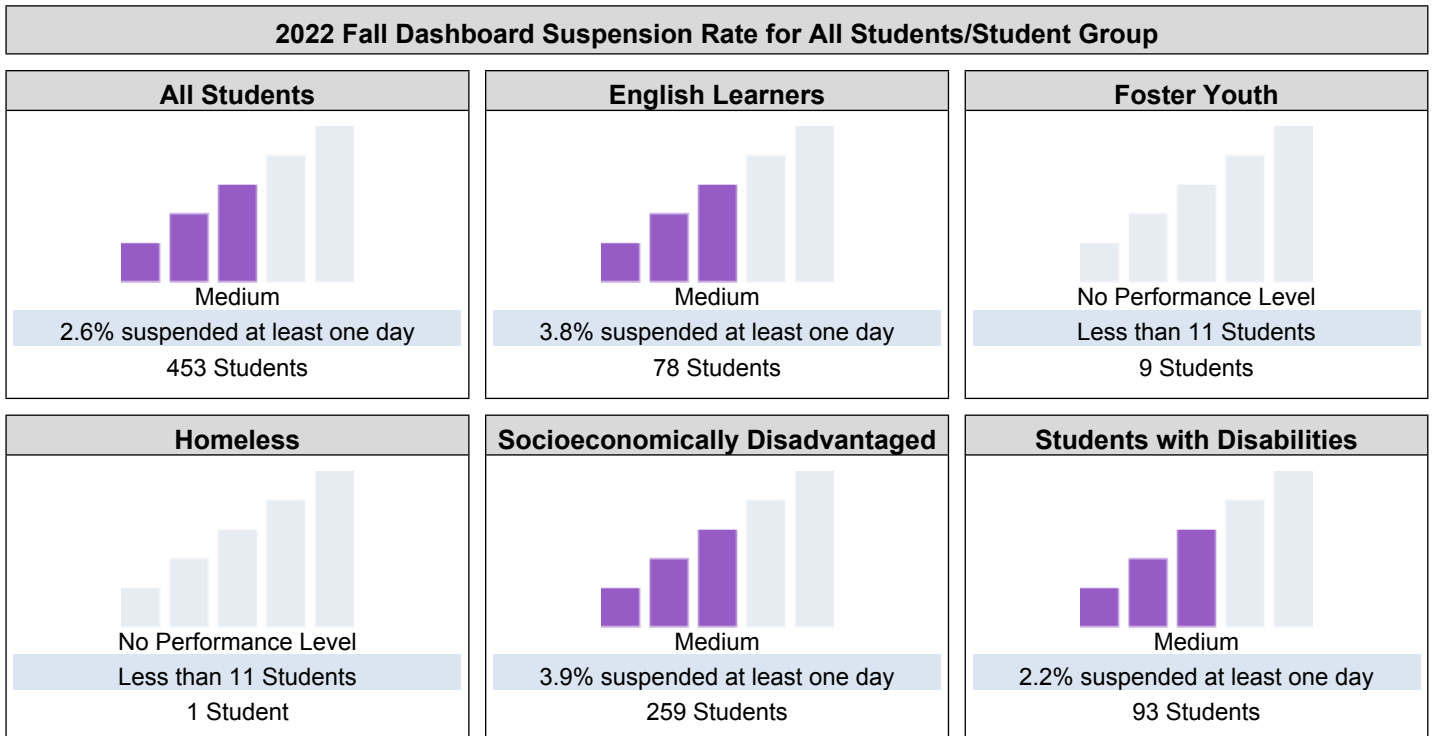 2022 Fall Dashboard Suspension Rate for All Students/Student Group
All Students
Medium
2.6% suspended at least one day
453 Students
English Learners
Medium
3.8% suspended at least one day
78 Students
Foster Youth
No Performance Level
Less than 11 Students
9 Students
Homeless
No Performance Level
Less than 11 Students
1 Student
Socioeconomically Disadvantaged
Medium
3.9% suspended at least one day
259 Students
Students with Disabilities
Medium
2.2% suspended at least one day
93 Students